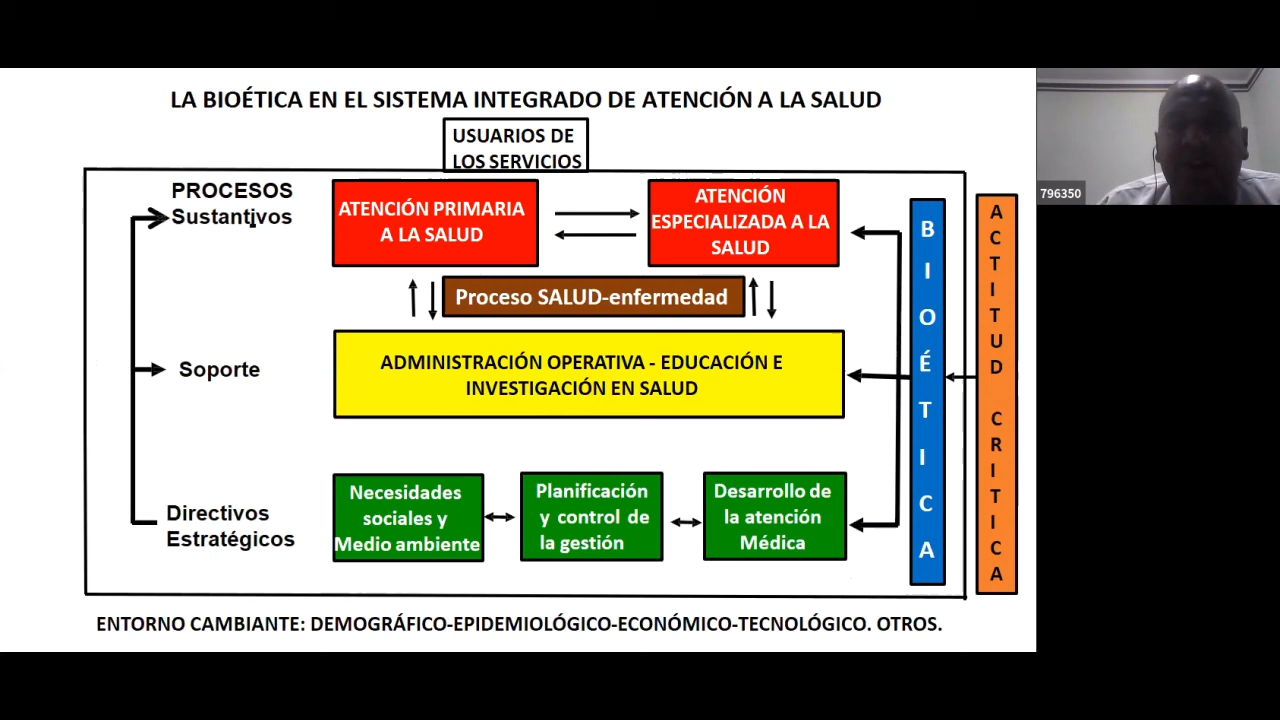 LA BIOÉTICA EN EL SISTEMA INTEGRADO DE ATENCIÓN A LA SALUD
USUARIOS DE
LOS SERVICIOS
PROCESOS
Sustantivos
ATENCIÓN PRIMARIA
A LA SALUD
ATENCIÓN
ESPECIALIZADA A LA
SALUD
Proceso SALUD-enfermedad
Soporte
ADMINISTRACIÓN OPERATIVA - EDUCACIÓN E
INVESTIGACIÓN EN SALUD
Directivos
Estratégicos
Necesidades
sociales y
Medio ambiente
Planificación
y control de
la gestión
Desarrollo de
la atención
Médica
BIOÉTICA
ACTITUD CRITICA
ENTORNO CAMBIANTE: DEMOGRÁFICO-EPIDEMIOLÓGICO-ECONÓMICO-TECNOLÓGICO. OTROS.
796350